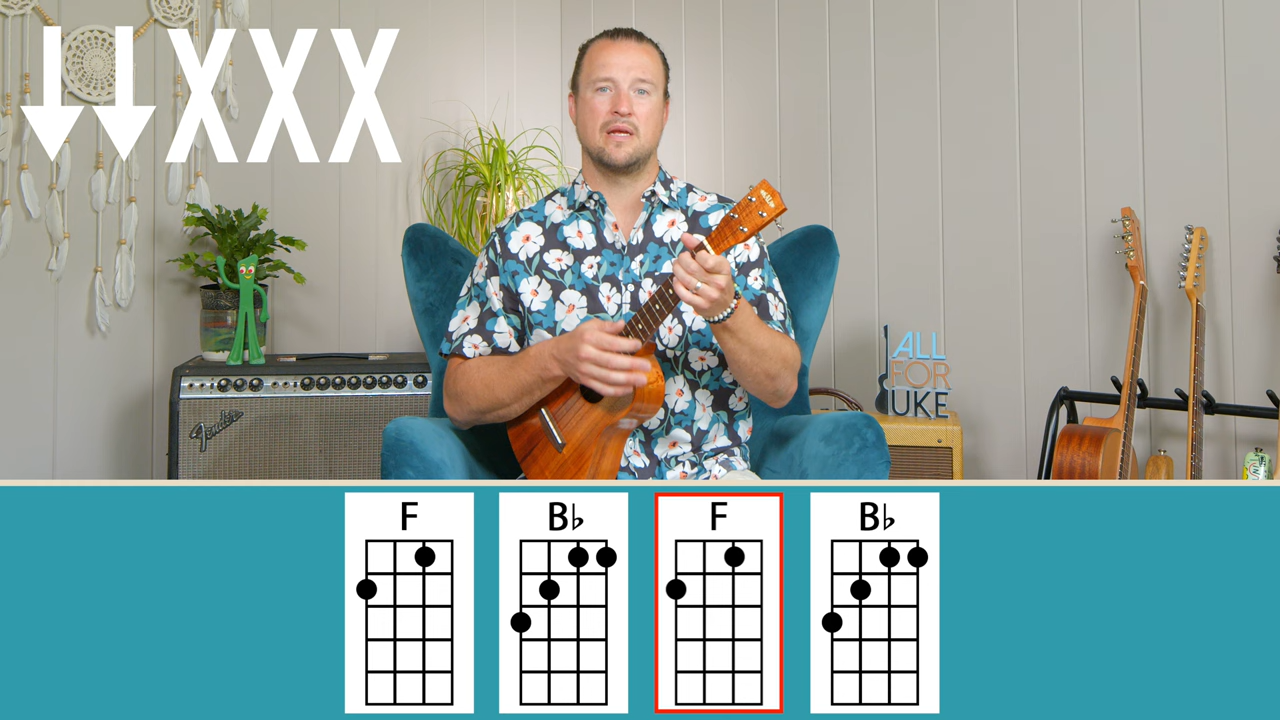 ↓↓XXX
Fender
ALL
FOR
UKE
F
B♭
F
B♭